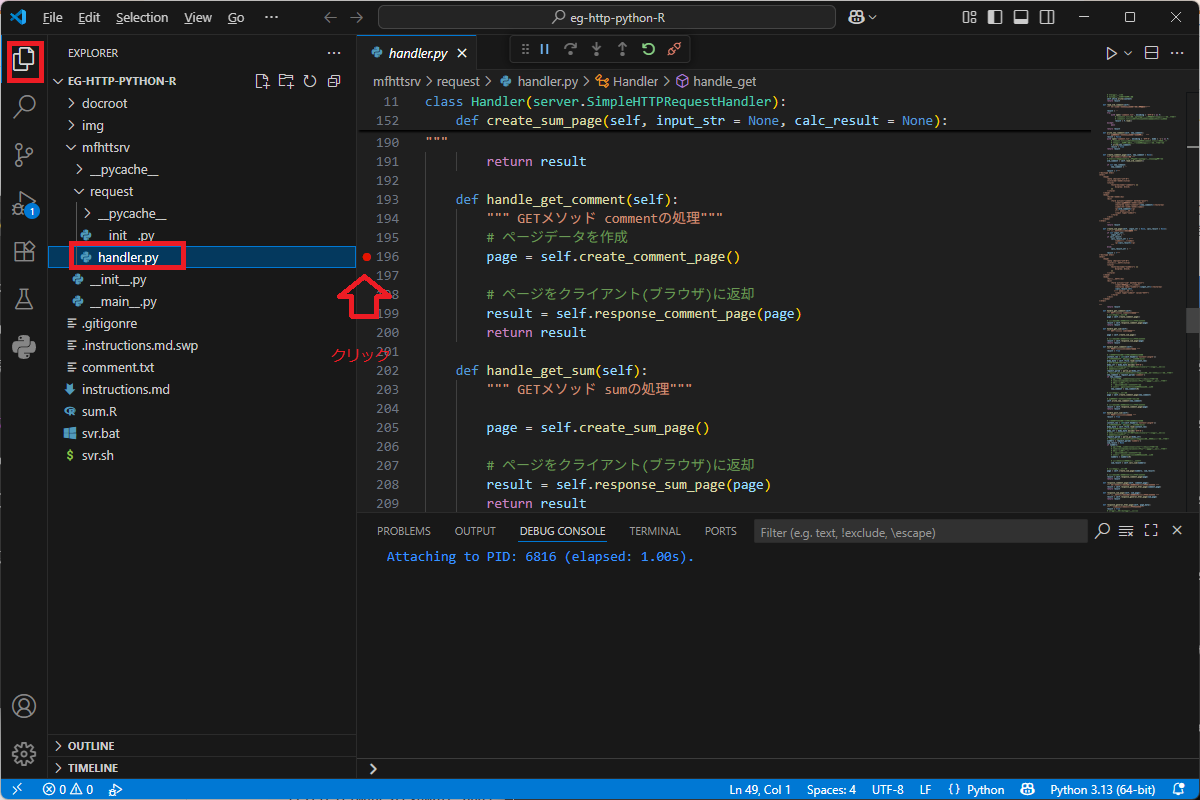 File Edit Selection View Go ··· eg-http-python-R
EXPLORER ···
EG-HTTP-PYTHON-R
docroot
img
mfhttsrv
__pycache__
request
__pycache__
__init__.py
handler.py
__init__.py
__main__.py
.gitigonre
.instructions.md.swp
comment.txt
instructions.md
sum.R
svr.bat
svr.sh
OUTLINE
TIMELINE
1
handler.py
mfhttsrv > request > handler.py > Handler > handle_get
11 class Handler(server.SimpleHTTPRequestHandler):
152 def create_sum_page(self, input_str = None, calc_result = None):
190 """
191 return result
192
193 def handle_get_comment(self):
194 """ GETメソッド commentの処理"""
195 # ページデータを作成
196 page = self.create_comment_page()
197
198 # ページをクライアント(ブラウザ)に返却
199 result = self.response_comment_page(page)
200 return result
201
クリック
202 def handle_get_sum(self):
203 """ GETメソッド sumの処理"""
204
205 page = self.create_sum_page()
206
207 # ページをクライアント(ブラウザ)に返却
208 result = self.response_sum_page(page)
209 return result
PROBLEMS OUTPUT DEBUG CONSOLE TERMINAL PORTS Filter (e.g. text, !exclude, \escape)
Attaching to PID: 6816 (elapsed: 1.00s).
0 0 Ln 49, Col 1 Spaces: 4 UTF-8 LF {} Python Python 3.13 (64-bit)